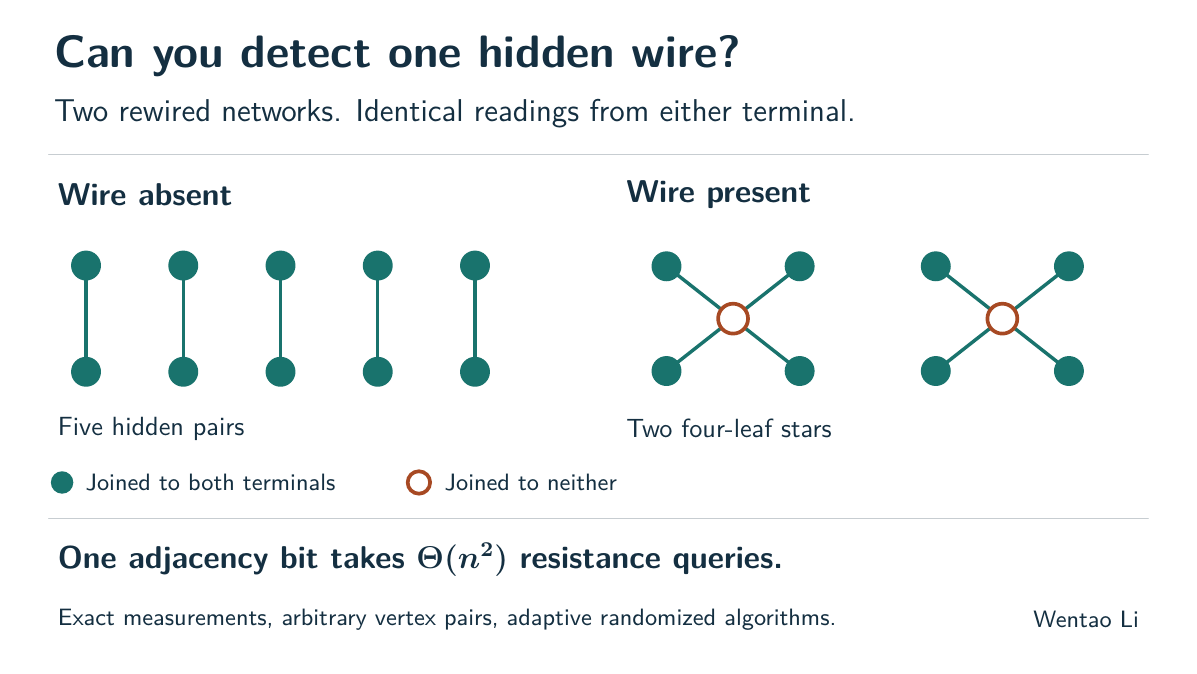 Can you detect one hidden wire?
Two rewired networks. Identical readings from either terminal.
Wire absent
Wire present
Five hidden pairs
Two four-leaf stars
Joined to both terminals
Joined to neither
One adjacency bit takes Θ(n²) resistance queries.
Exact measurements, arbitrary vertex pairs, adaptive randomized algorithms.
Wentao Li